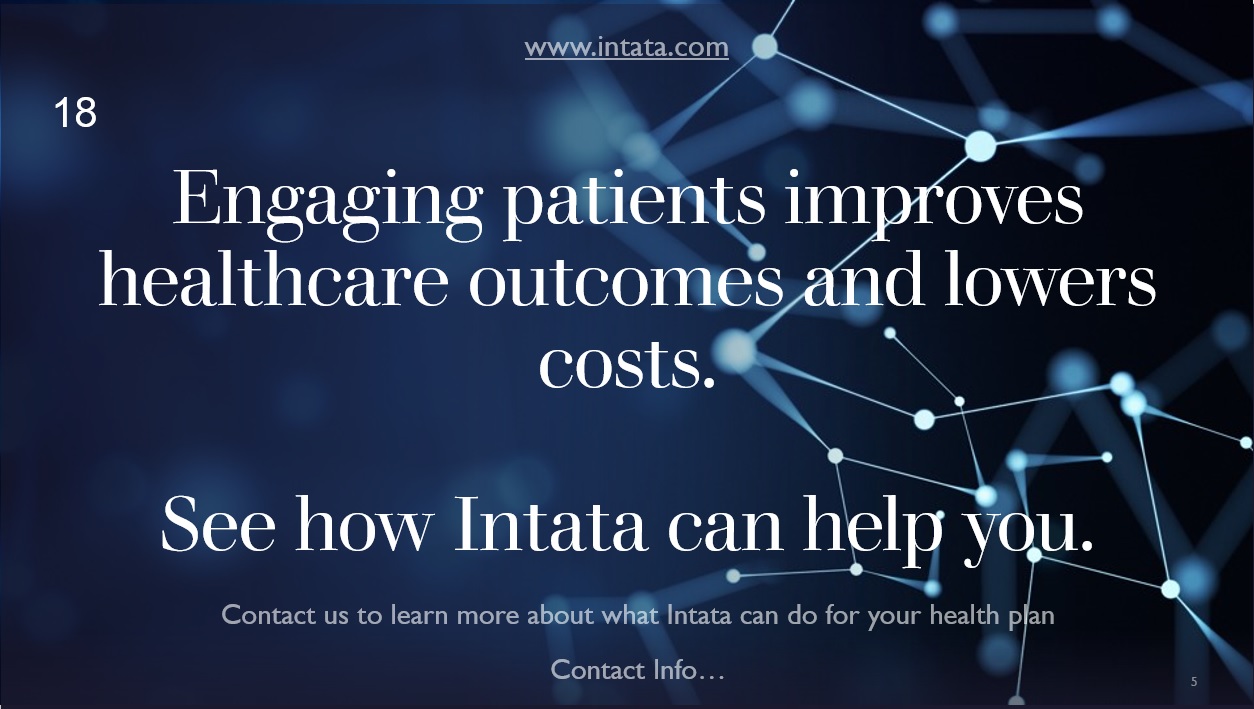 www.intata.com
18
Engaging patients improves
healthcare outcomes and lowers
costs.
See how Intata can help you.
Contact us to learn more about what Intata can do for your health plan
Contact Info…
5